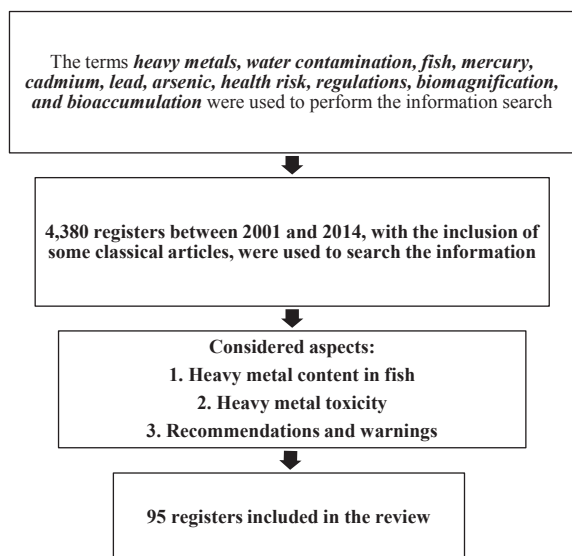 The terms heavy metals, water contamination, fish, mercury,
cadmium, lead, arsenic, health risk, regulations, biomagnification,
and bioaccumulation were used to perform the information search
4,380 registers between 2001 and 2014, with the inclusion of
some classical articles, were used to search the information
Considered aspects:
1. Heavy metal content in fish
2. Heavy metal toxicity
3. Recommendations and warnings
95 registers included in the review